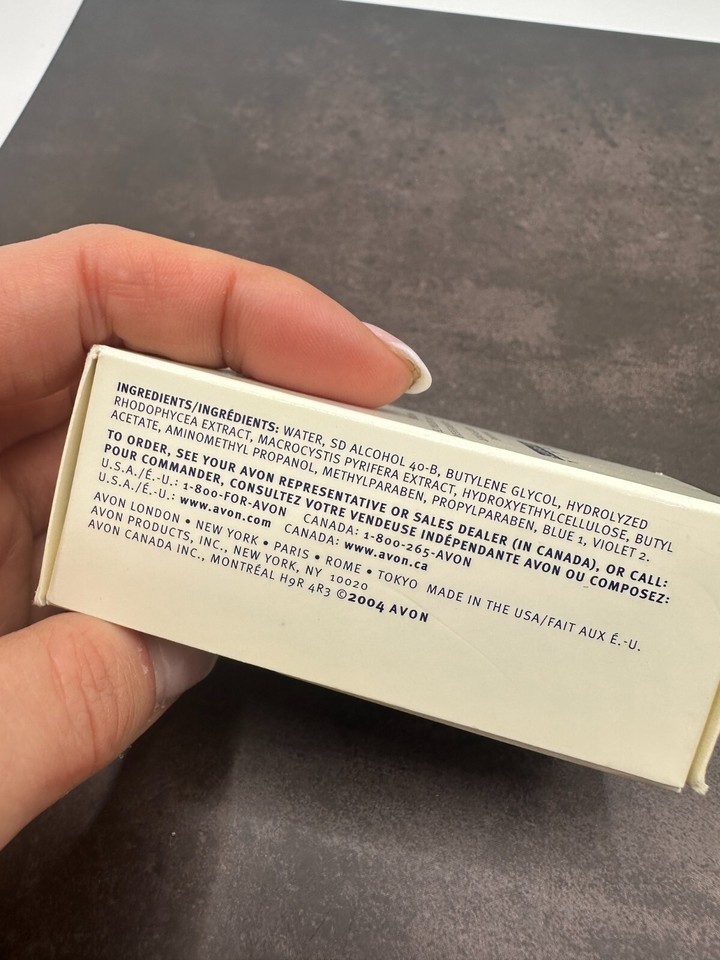 INGREDIENTS/INGRÉDIENTS: WATER, SD ALCOHOL 40-B, BUTYLENE GLYCOL, HYDROLYZED
RHODOPHYCEA EXTRACT, MACROCYSTIS PYRIFERA EXTRACT, HYDROXYETHYLCELLULOSE, BUTYL
ACETATE, AMINOMETHYL PROPANOL, METHYLPARABEN, PROPYLPARABEN, BLUE 1, VIOLET 2.
TO ORDER, SEE YOUR AVON REPRESENTATIVE OR SALES DEALER (IN CANADA), OR CALL:
POUR COMMANDER, CONSULTEZ VOTRE VENDEUSE INDÉPENDANTE AVON OU COMPOSEZ:
U.S.A./É.-U.: 1-800-FOR-AVON CANADA: 1-800-265-AVON
U.S.A./É.-U.: www.avon.com CANADA: www.avon.ca
AVON LONDON • NEW YORK • PARIS • ROME • TOKYO MADE IN THE USA/FAIT AUX É.-U.
AVON PRODUCTS, INC., NEW YORK, NY 10020
AVON CANADA INC., MONTRÉAL H9R 4R3 ©2004 AVON